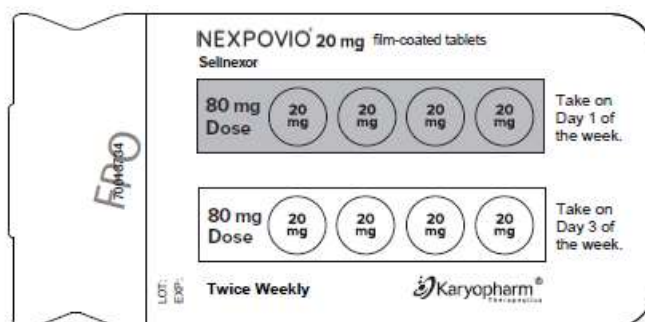 NEXPOVIO® 20 mg film-coated tablets
Selinexor
80 mg
Dose
20
mg
20
mg
20
mg
20
mg
Take on
Day 1 of
the week.
80 mg
Dose
20
mg
20
mg
20
mg
20
mg
Take on
Day 3 of
the week.
LOT:
EXP:
Twice Weekly
Karyopharm®
Therapeutics
FPO